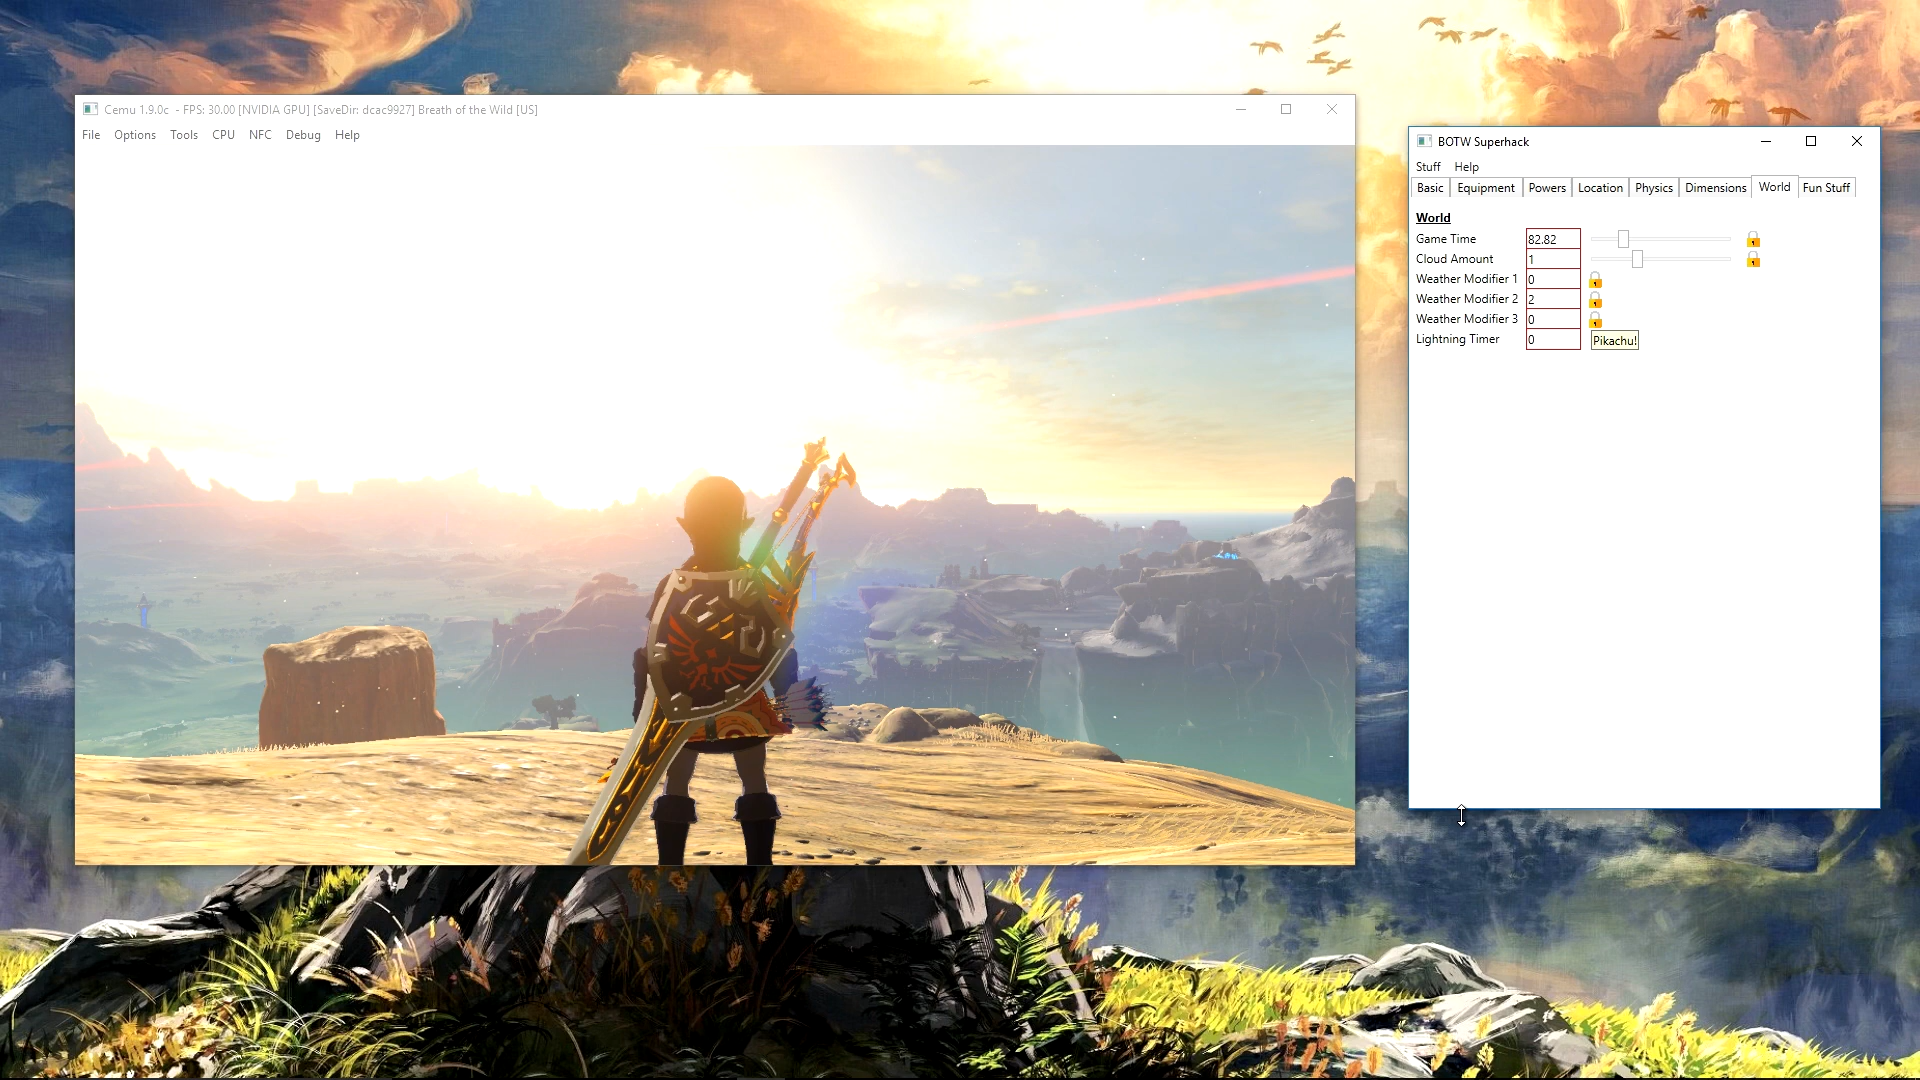 Cemu 1.9.0c - FPS: 30.00 [NVIDIA GPU] [SaveDir: dcac9927] Breath of the Wild [US]
File Options Tools CPU NFC Debug Help
BOTW Superhack
Stuff Help
Basic Equipment Powers Location Physics Dimensions World Fun Stuff
World
Game Time 82.82
Cloud Amount 1
Weather Modifier 1 0
Weather Modifier 2 2
Weather Modifier 3 0
Lightning Timer 0 Pikachu!